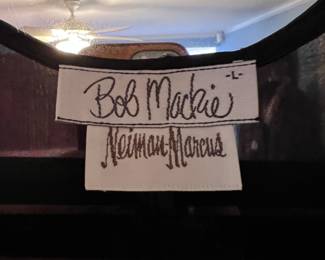 Bob Mackie
-L-
Neiman-Marcus